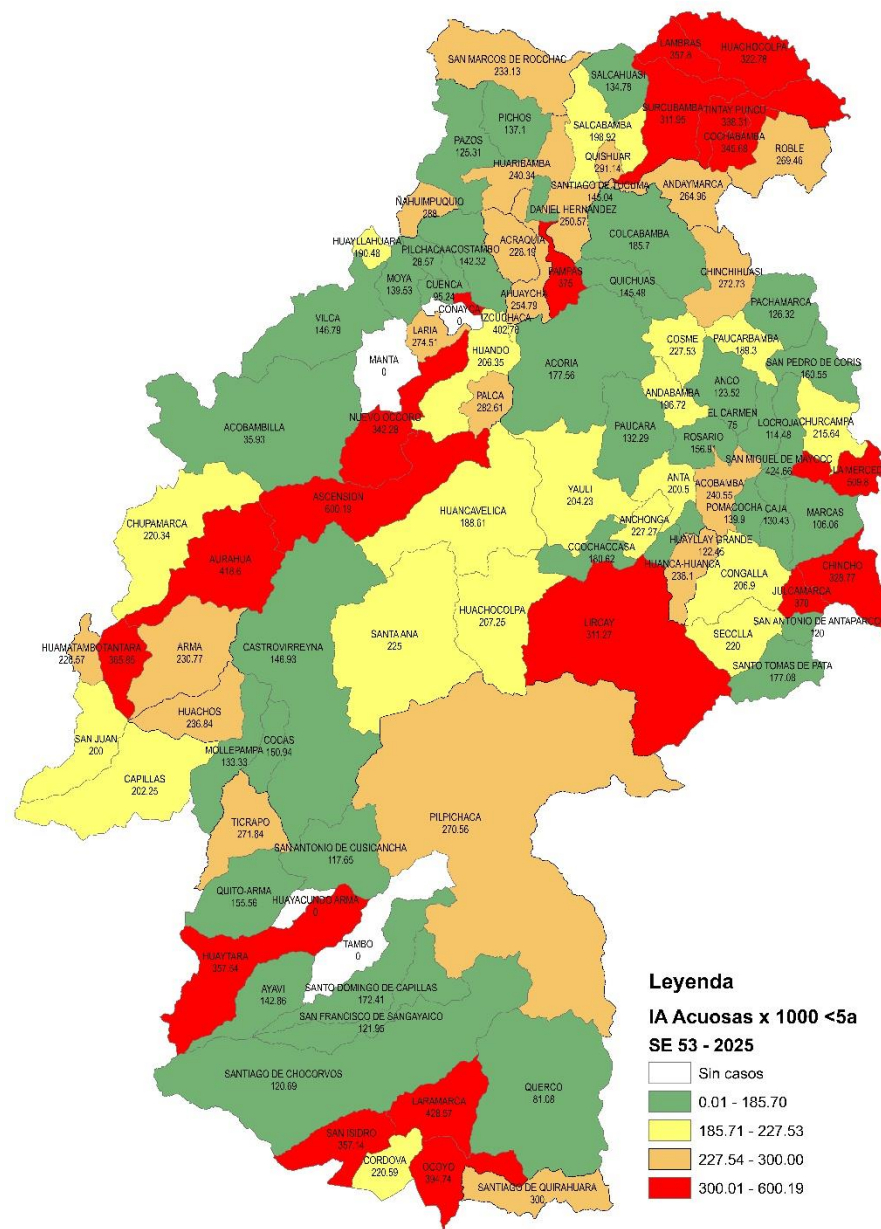 SAN MARCOS DE ROCCHAC
233.13
LAMBRAS
357.8
HUACHOCOLPA
322.78
SALCAHUASI
134.78
SURCUBAMBA
311.95
TINTAY PUNCU
338.31
COCHABAMBA
345.68
PICHOS
137.1
SALCABAMBA
198.92
PAZOS
125.31
ROBLE
269.46
QUISHUAR
291.14
HUARIBAMBA
240.34
SANTIAGO DE TUCUMA
145.04
ANDAYMARCA
264.96
ÑAHUIMPUQUIO
288
DANIEL HERNANDEZ
250.57
COLCABAMBA
185.7
HUAYLLAHUARA
190.48
PILCHACA
28.57
ACOSTAMBO
142.32
ACRAQUIA
228.19
PAMPAS
375
QUICHUAS
145.48
CHINCHIHUASI
272.73
MOYA
139.53
CUENCA
95.24
AHUAYCHA
254.79
PACHAMARCA
126.32
VILCA
146.79
CONAYCA
0
IZCUCHACA
402.78
LARIA
274.51
HUANDO
206.35
MANTA
0
ACORIA
177.56
COSME
227.53
PAUCARBAMBA
189.3
SAN PEDRO DE CORIS
160.55
PALCA
282.61
ANDABAMBA
196.72
ANCO
123.52
NUEVO OCCORO
342.28
PAUCARA
132.29
EL CARMEN
75
LOCROJA
114.48
CHURCAMPA
215.64
ACOBAMBILLA
35.93
ROSARIO
156.81
SAN MIGUEL DE MAYOCC
424.66
LA MERCED
509.8
ASCENSION
600.19
HUANCAVELICA
188.61
YAULI
204.23
ANTA
200.5
ACOBAMBA
240.55
POMACOCHA
139.9
CAJA
130.43
MARCAS
106.06
CHUPAMARCA
220.34
ANCHONGA
227.27
CCOCHACCASA
180.62
HUAYLLAY GRANDE
122.45
HUANCA-HUANCA
236.1
AURAHUA
418.6
CONGALLA
206.9
CHINCHO
328.77
JULCAMARCA
370
HUACHOCOLPA
207.25
LIRCAY
311.27
SAN ANTONIO DE ANTAPARCO
120
HUAMATAMBO
228.57
TANTARA
365.85
ARMA
230.77
CASTROVIRREYNA
146.93
SANTA ANA
225
SECCLLA
220
SANTO TOMAS DE PATA
177.08
HUACHOS
236.84
SAN JUAN
200
MOLLEPAMPA
133.33
COCAS
150.94
CAPILLAS
202.25
TICRAPO
271.84
PILPICHACA
270.56
SAN ANTONIO DE CUSICANCHA
117.65
QUITO-ARMA
155.56
HUAYACUNDO ARMA
0
HUAYTARA
357.54
TAMBO
0
AYAVI
142.86
SANTO DOMINGO DE CAPILLAS
172.41
SAN FRANCISCO DE SANGAYAICO
121.95
SANTIAGO DE CHOCORVOS
120.69
QUERCO
81.08
LARAMARCA
428.57
SAN ISIDRO
357.14
CORDOVA
220.59
OCOYO
394.74
SANTIAGO DE QUIRAHUARA
300
Leyenda
IA Acuosas x 1000 <5a
SE 53 - 2025
Sin casos
0.01 - 185.70
185.71 - 227.53
227.54 - 300.00
300.01 - 600.19